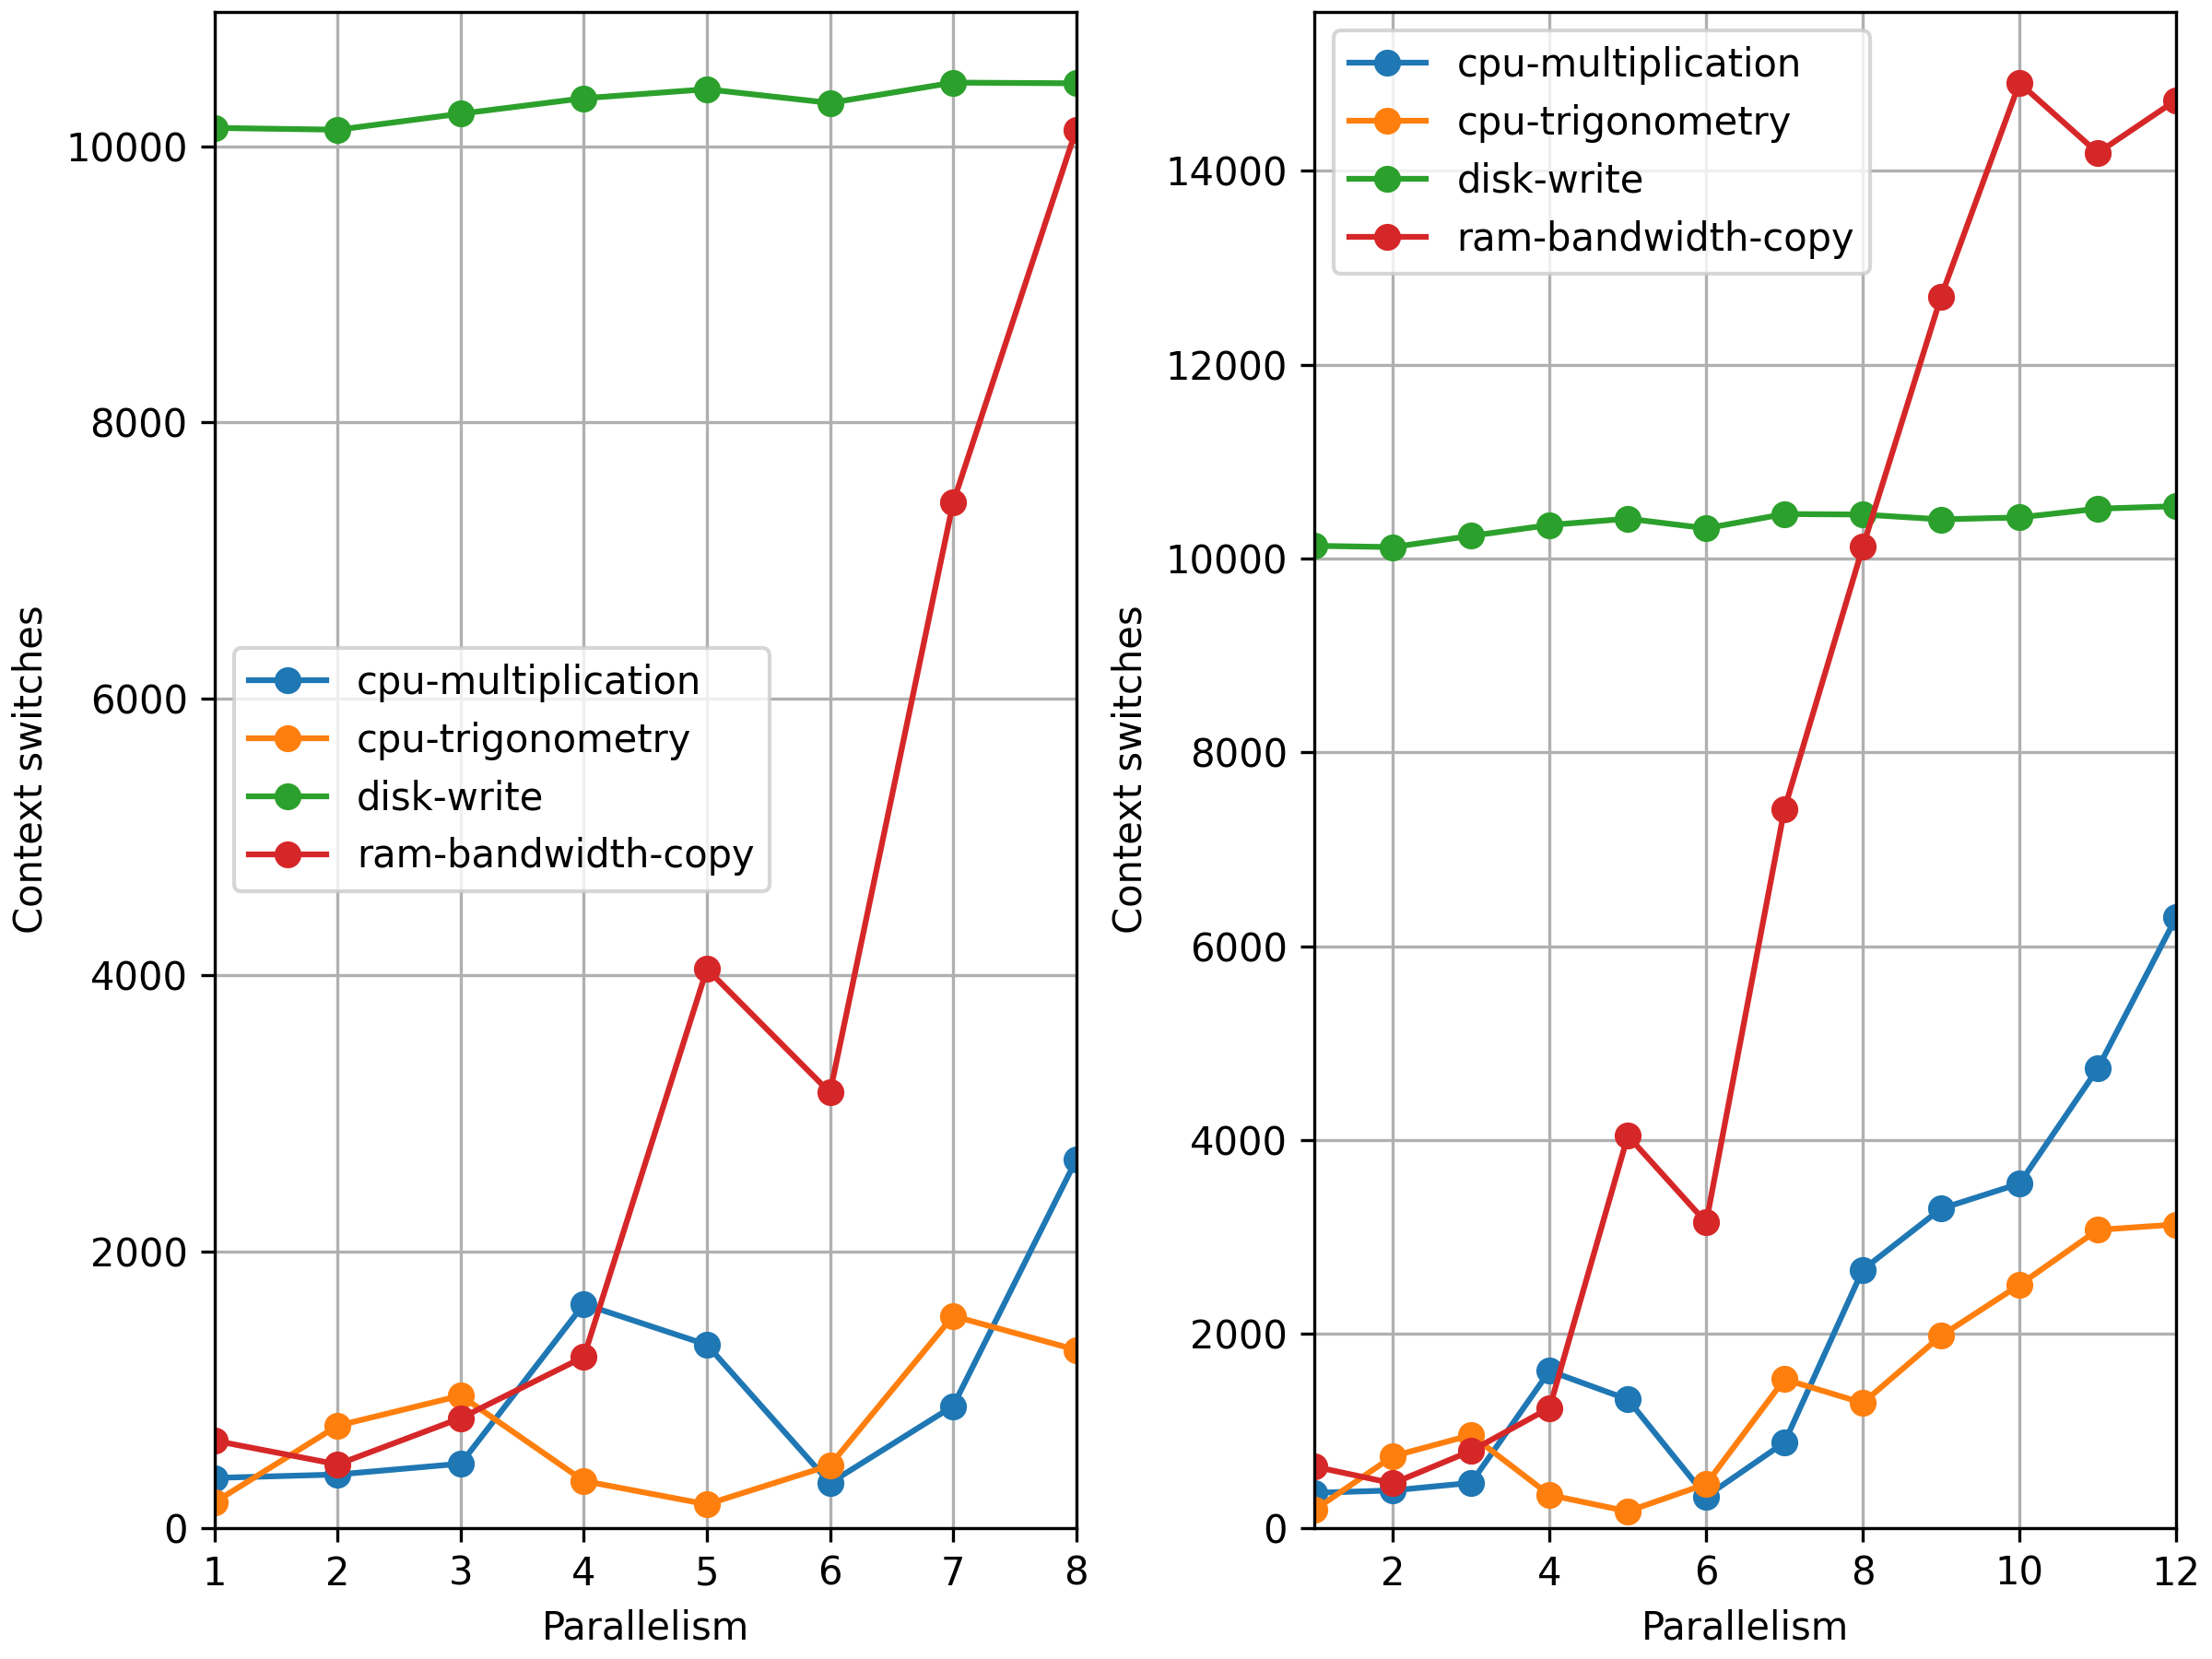 Context switches
10000
8000
6000
4000
2000
0
cpu-multiplication
cpu-trigonometry
disk-write
ram-bandwidth-copy
1 2 3 4 5 6 7 8
Parallelism
Context switches
14000
12000
10000
8000
6000
4000
2000
0
cpu-multiplication
cpu-trigonometry
disk-write
ram-bandwidth-copy
2 4 6 8 10 12
Parallelism